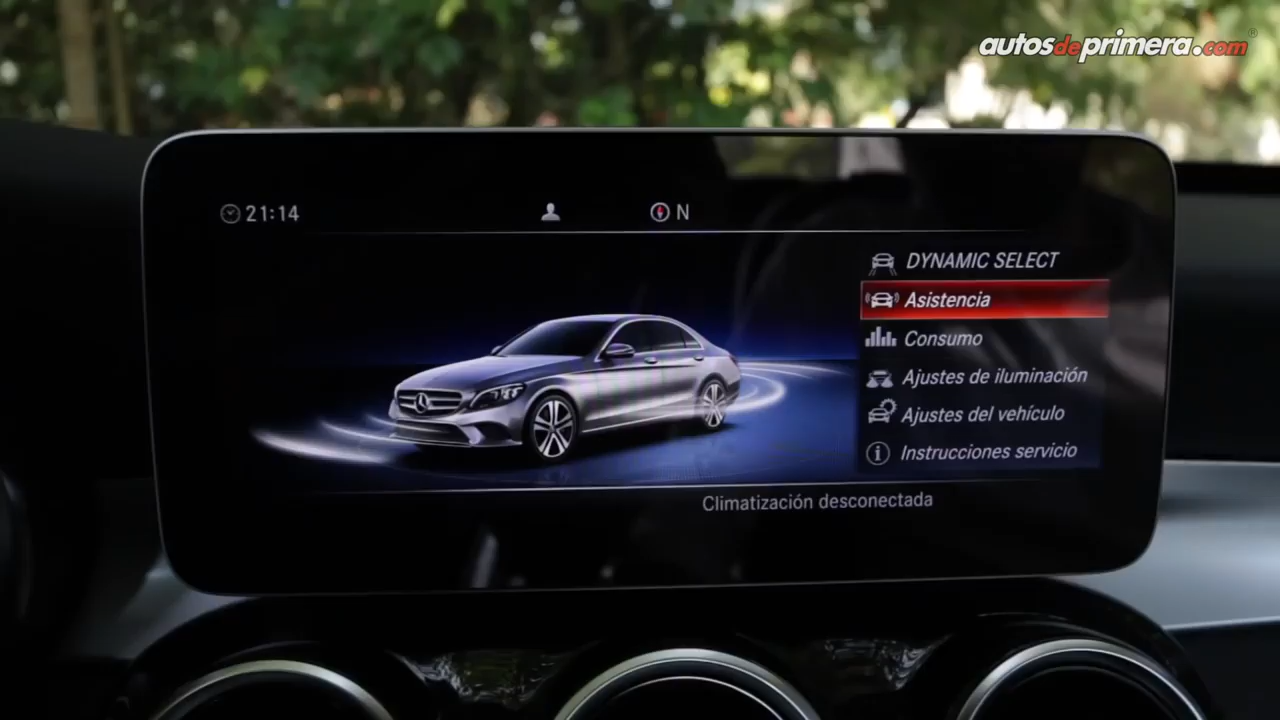 autosdeprimera.com®
21:14
N
DYNAMIC SELECT
Asistencia
Consumo
Ajustes de iluminación
Ajustes del vehículo
Instrucciones servicio
Climatización desconectada